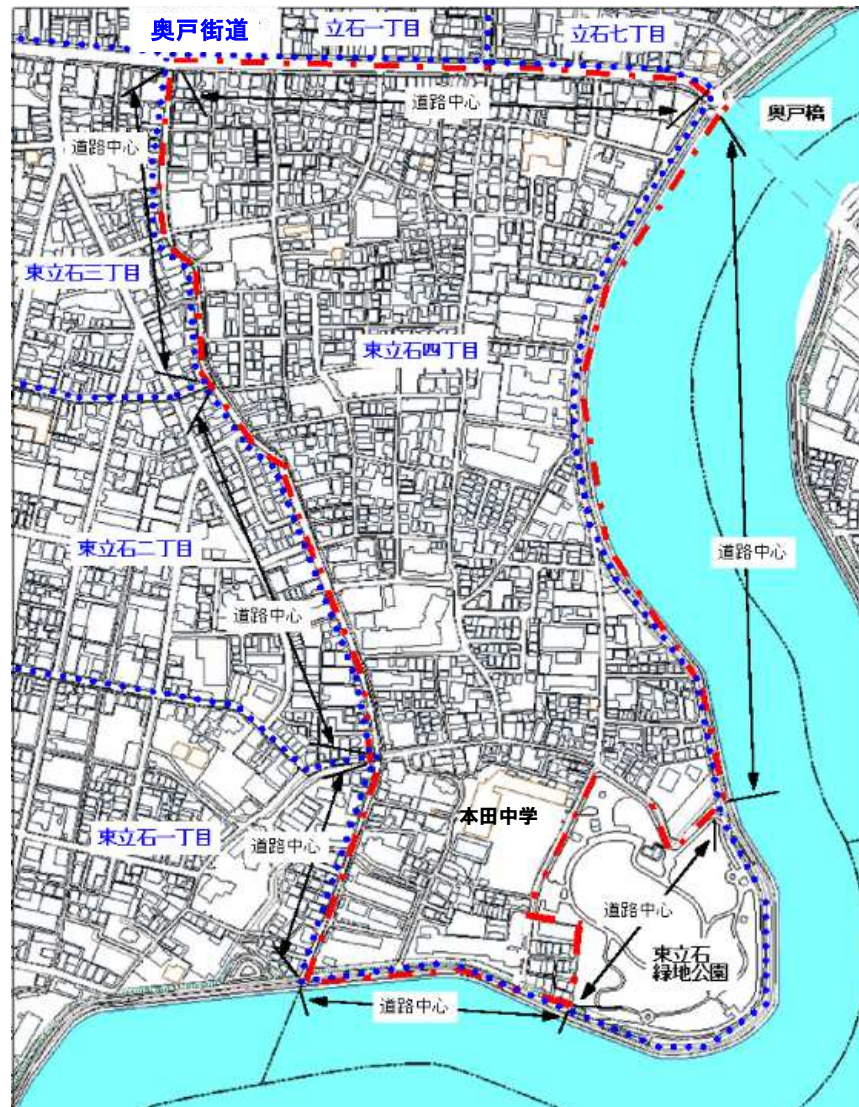 奥戸街道
立石一丁目
立石七丁目
道路中心
奥戸橋
道路中心
東立石三丁目
東立石四丁目
東立石二丁目
道路中心
道路中心
本田中学
東立石一丁目
道路中心
道路中心
東立石
緑地公園
道路中心